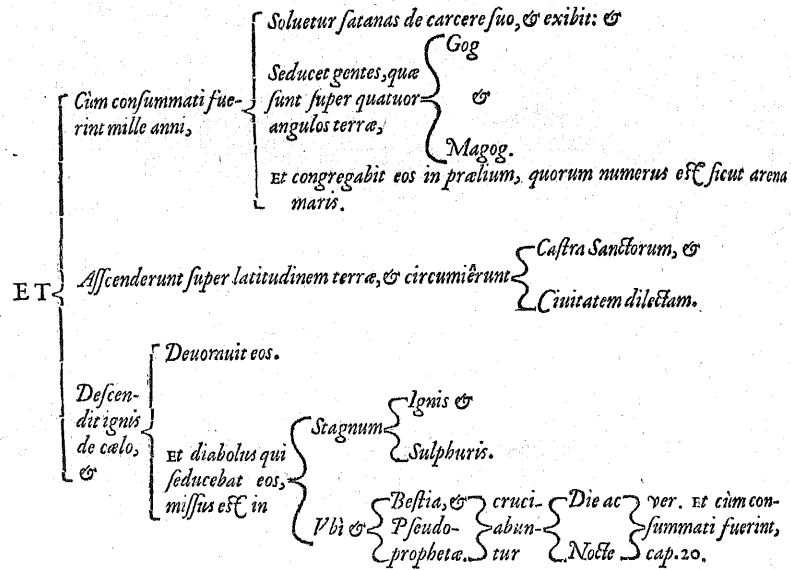 ET
Cùm conſummati fue-
rint mille anni,
Soluetur ſatanas de carcere ſuo, & exibit: &
Seducet gentes, quæ
ſunt ſuper quatuor
angulos terræ,
Gog
&
Magog.
Et congregabit eos in prælium, quorum numerus eſt ſicut arena
maris.
Aſſcenderunt ſuper latitudinem terræ, & circumiêrunt
Caſtra Sanctorum, &
Ciuitatem dilectam.
Deſcen-
dit ignis
de cælo,
&
Deuorauit eos.
Et diabolus qui
ſeducebat eos,
miſſus eſt in
Stagnum
Ignis &
Sulphuris.
Vbì &
Beſtia, &
Pſeudo-
prophetæ.
cruci-
abun-
tur
Die ac
Nocte
ver. Et cùm con-
ſummati fuerint,
cap. 20.